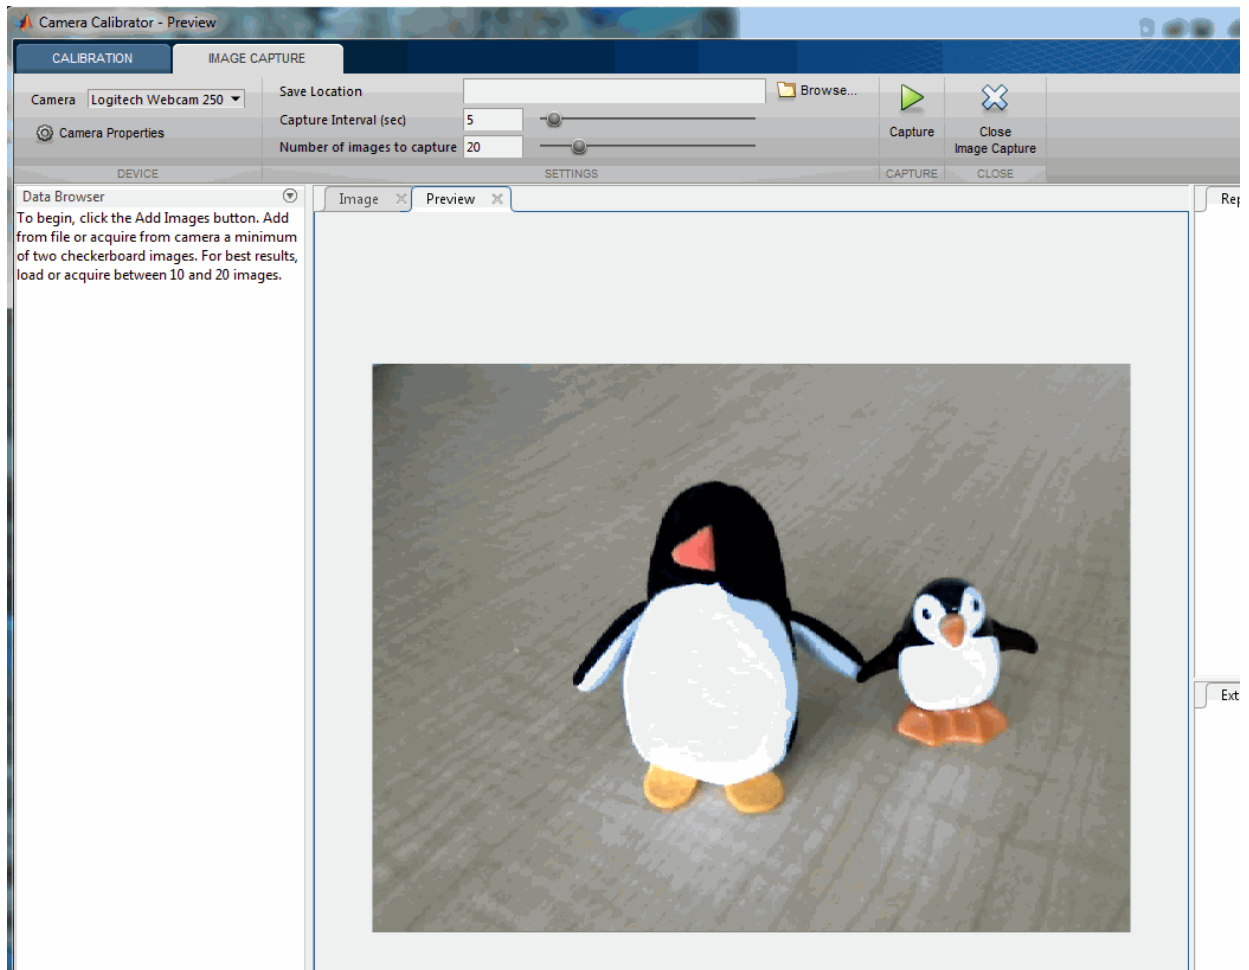 Camera Calibrator - Preview
CALIBRATION
IMAGE CAPTURE
Camera
Logitech Webcam 250
Camera Properties
DEVICE
Save Location
Browse...
Capture Interval (sec)
5
Number of images to capture
20
SETTINGS
Capture
CAPTURE
Close
Image Capture
CLOSE
Data Browser
To begin, click the Add Images button. Add
from file or acquire from camera a minimum
of two checkerboard images. For best results,
load or acquire between 10 and 20 images.
Image
Preview
Rep
Ext